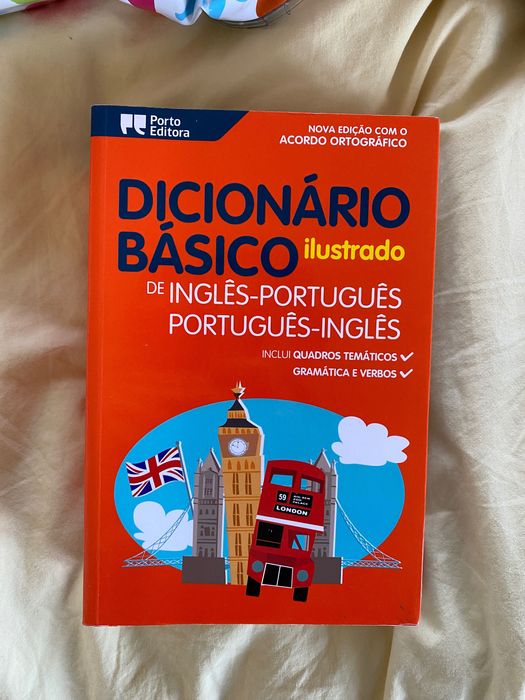 Porto
Editora
NOVA EDIÇÃO COM O
ACORDO ORTOGRÁFICO
DICIONÁRIO
BÁSICO ilustrado
DE INGLÊS-PORTUGUÊS
PORTUGUÊS-INGLÊS
INCLUI QUADROS TEMÁTICOS
GRAMÁTICA E VERBOS
59
LONDON